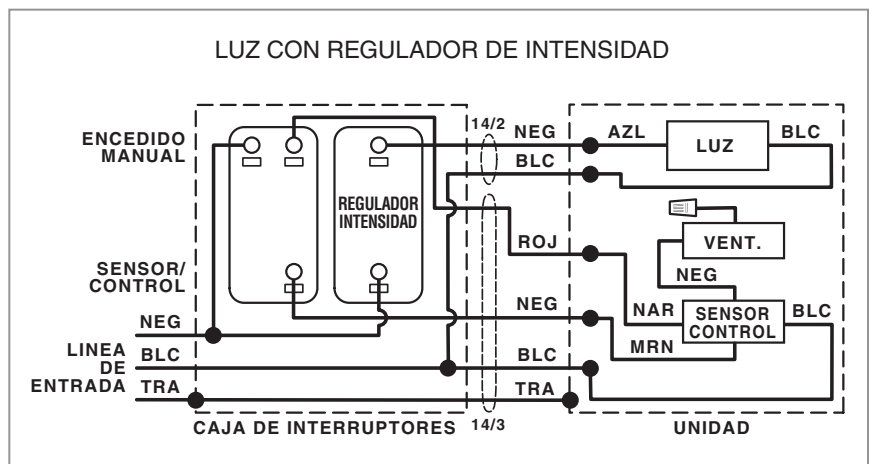 LUZ CON REGULADOR DE INTENSIDAD
ENCEDIDO
MANUAL
SENSOR/
CONTROL
REGULADOR
INTENSIDAD
NEG
LINEA
DE
ENTRADA
BLC
TRA
CAJA DE INTERRUPTORES
14/2
NEG
BLC
ROJ
NEG
BLC
TRA
14/3
AZL
LUZ
BLC
VENT.
NEG
NAR
SENSOR
CONTROL
BLC
MRN
UNIDAD